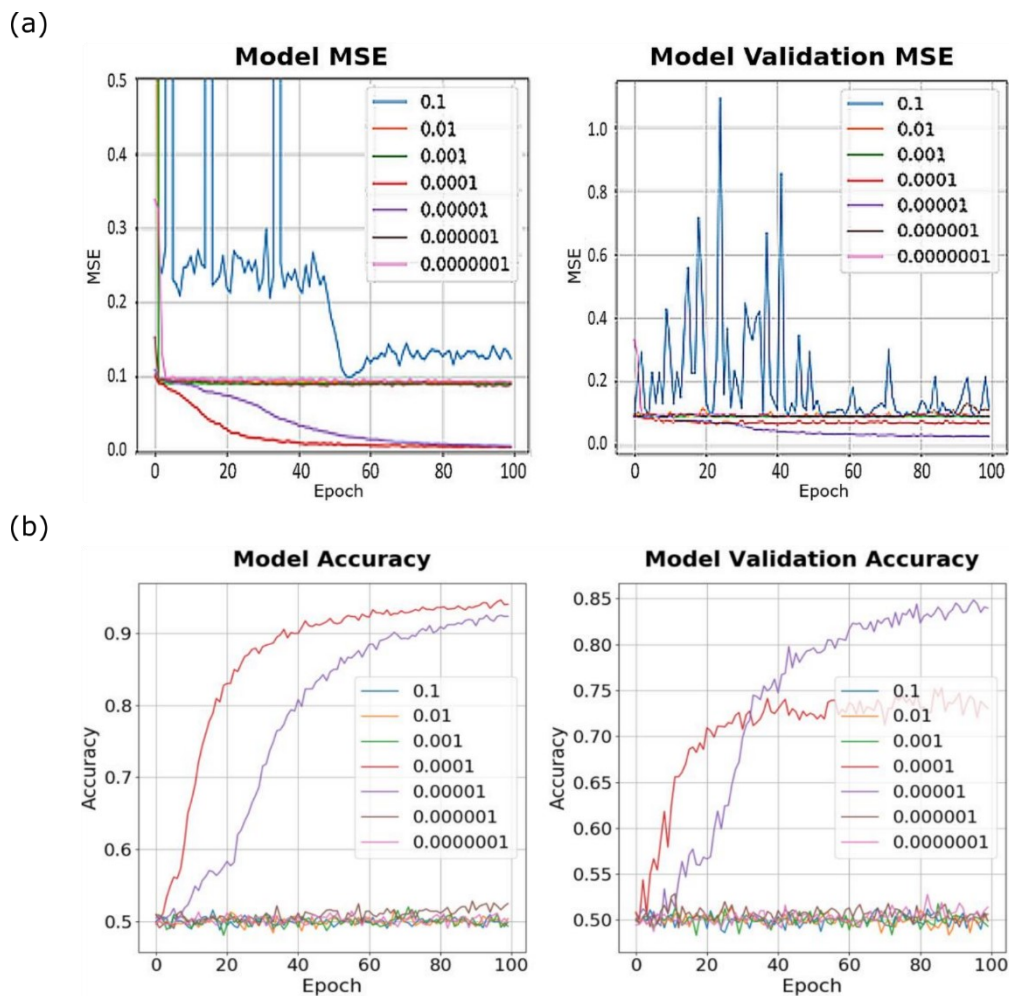 (a)
Model MSE
0.5
0.4
0.3
0.2
0.1
0.0
MSE
0 20 40 60 80 100
Epoch
0.1
0.01
0.001
0.0001
0.00001
0.000001
0.0000001
Model Validation MSE
1.0
0.8
0.6
0.4
0.2
0.0
MSE
0 20 40 60 80 100
Epoch
0.1
0.01
0.001
0.0001
0.00001
0.000001
0.0000001
(b)
Model Accuracy
0.9
0.8
0.7
0.6
0.5
Accuracy
0 20 40 60 80 100
Epoch
0.1
0.01
0.001
0.0001
0.00001
0.000001
0.0000001
Model Validation Accuracy
0.85
0.80
0.75
0.70
0.65
0.60
0.55
0.50
Accuracy
0 20 40 60 80 100
Epoch
0.1
0.01
0.001
0.0001
0.00001
0.000001
0.0000001